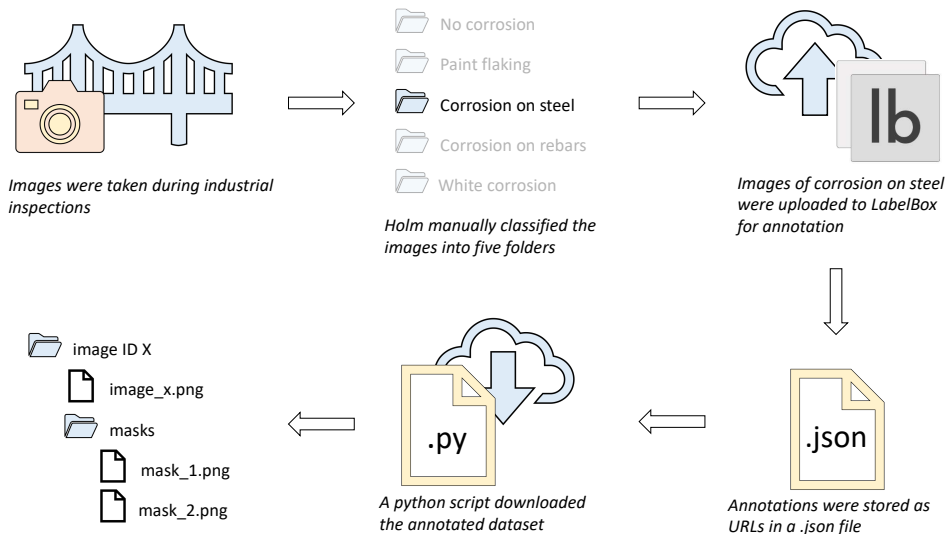 No corrosion
Paint flaking
Corrosion on steel
Corrosion on rebars
White corrosion
lb
Images were taken during industrial
inspections
Holm manually classified the
images into five folders
Images of corrosion on steel
were uploaded to LabelBox
for annotation
image ID X
image_x.png
masks
mask_1.png
mask_2.png
.py
.json
A python script downloaded
the annotated dataset
Annotations were stored as
URLs in a .json file